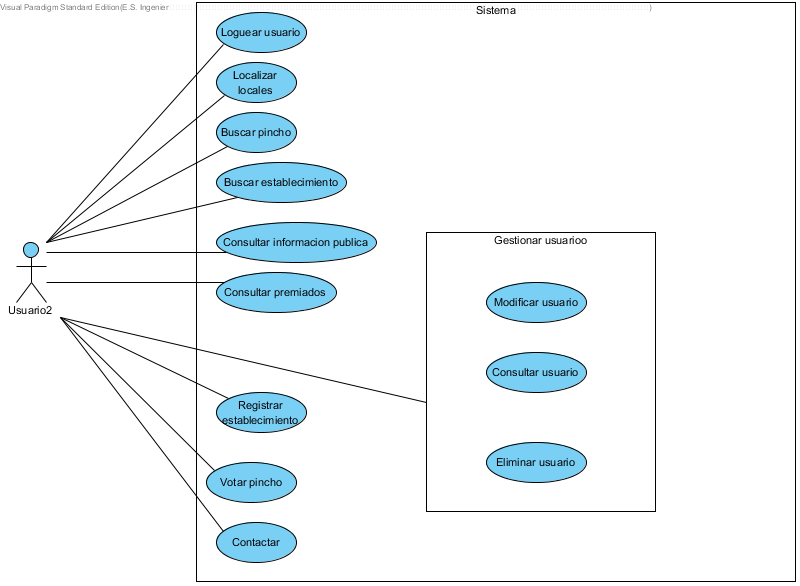 Visual Paradigm Standard Edition(E.S. Ingenier
)
Sistema
Loguear usuario
Localizar
locales
Buscar pincho
Buscar establecimiento
Consultar informacion publica
Consultar premiados
Usuario2
Gestionar usuarioo
Modificar usuario
Consultar usuario
Eliminar usuario
Registrar
establecimiento
Votar pincho
Contactar